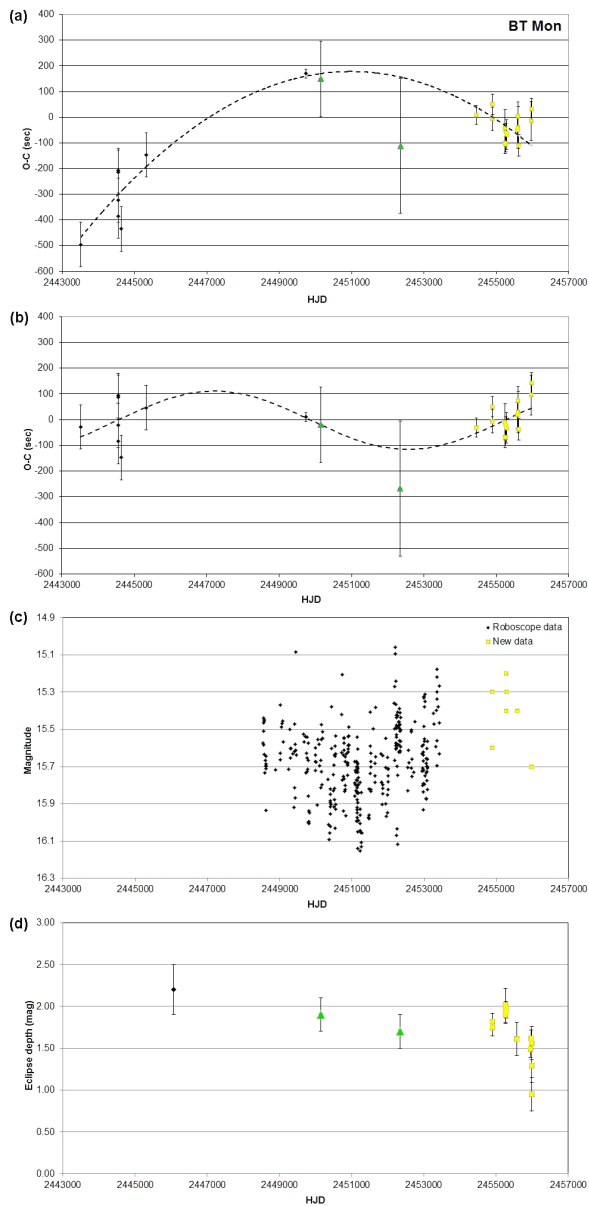 (a)
BT Mon
400
300
200
100
0
-100
-200
-300
-400
-500
-600
O-C (sec)
2443000 2445000 2447000 2449000 2451000 2453000 2455000 2457000
HJD
(b)
400
300
200
100
0
-100
-200
-300
-400
-500
-600
O-C (sec)
2443000 2445000 2447000 2449000 2451000 2453000 2455000 2457000
HJD
(c)
14.9
15.1
15.3
15.5
15.7
15.9
16.1
16.3
Magnitude
Roboscope data
New data
2443000 2445000 2447000 2449000 2451000 2453000 2455000 2457000
HJD
(d)
3.00
2.50
2.00
1.50
1.00
0.50
0.00
Eclipse depth (mag)
2443000 2445000 2447000 2449000 2451000 2453000 2455000 2457000
HJD